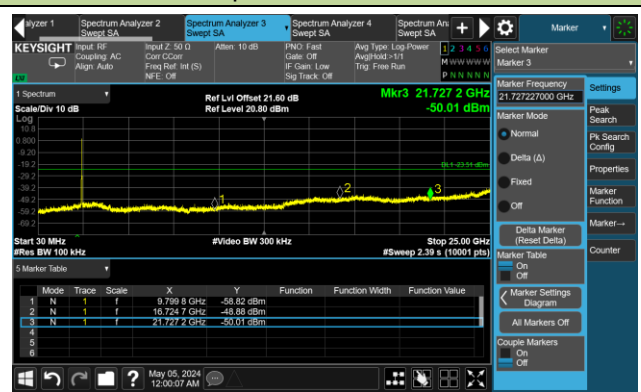 alyzer 1
Spectrum Analyzer 2
Swept SA
Spectrum Analyzer 3
Swept SA
Spectrum Analyzer 4
Swept SA
Spectrum An
Swept SA
+
Marker
KEYSIGHT
Input: RF
Coupling: AC
Align: Auto
Input Z: 50 Ω
Corr CCorr
Freq Ref: Int (S)
NFE: Off
Atten: 10 dB
PNO: Fast
Gate: Off
IF Gain: Low
Sig Track: Off
Avg Type: Log-Power
Avg|Hold:>1/1
Trig: Free Run
1 2 3 4 5 6
M W W W W W
P N N N N N
LXI
Select Marker
Marker 3
1 Spectrum
Scale/Div 10 dB
Log
Ref Lvl Offset 21.60 dB
Ref Level 20.80 dBm
Mkr3 21.727 2 GHz
-50.01 dBm
10.8
0.800
-9.20
-19.2
-29.2
-39.2
-49.2
-59.2
-69.2
DL1 -23.51 dBm
1
2
3
Start 30 MHz
#Res BW 100 kHz
#Video BW 300 kHz
Stop 25.00 GHz
#Sweep 2.39 s (10001 pts)
5 Marker Table
Mode Trace Scale X Y Function Function Width Function Value
1 N 1 f 9.799 8 GHz -58.82 dBm
2 N 1 f 16.724 7 GHz -48.88 dBm
3 N 1 f 21.727 2 GHz -50.01 dBm
4
5
6
Marker Frequency
21.727227000 GHz
Marker Mode
Normal
Delta (Δ)
Fixed
Off
Delta Marker
(Reset Delta)
Marker Table
On
Off
Marker Settings
Diagram
All Markers Off
Couple Markers
On
Off
Settings
Peak
Search
Pk Search
Config
Properties
Marker
Function
Marker→
Counter
?
May 05, 2024
12:00:07 AM